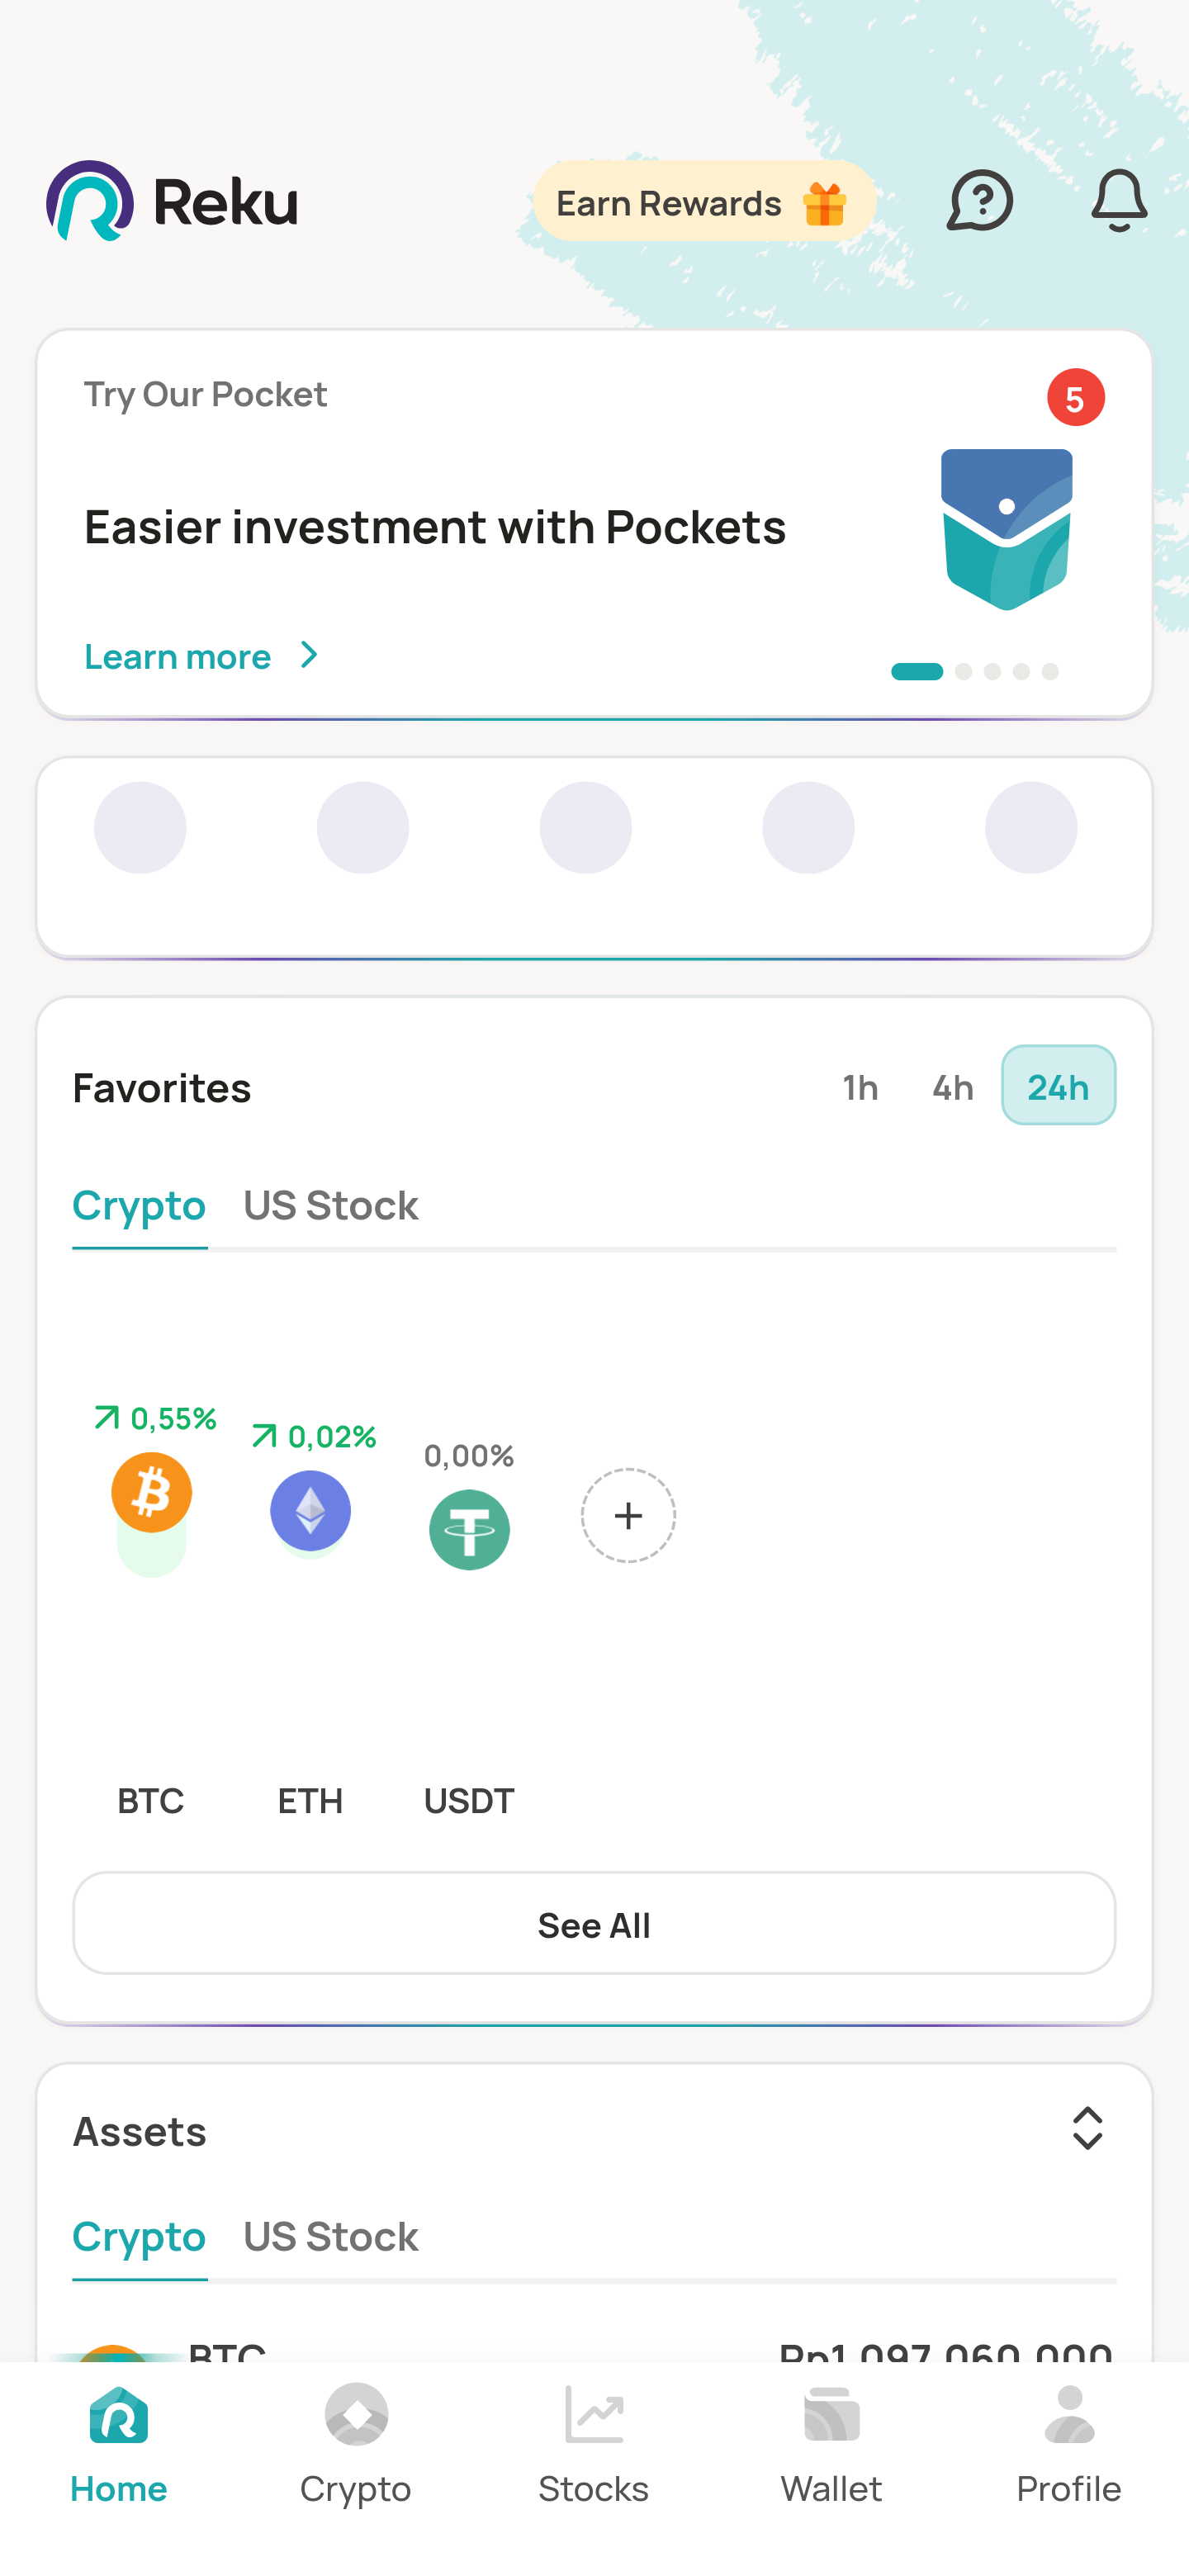 Reku
Earn Rewards
Try Our Pocket
5
Easier investment with Pockets
Learn more
Favorites
1h
4h
24h
Crypto
US Stock
0,55%
0,02%
0,00%
BTC
ETH
USDT
See All
Assets
Crypto
US Stock
BTC
Rp1.097.060.000
Home
Crypto
Stocks
Wallet
Profile